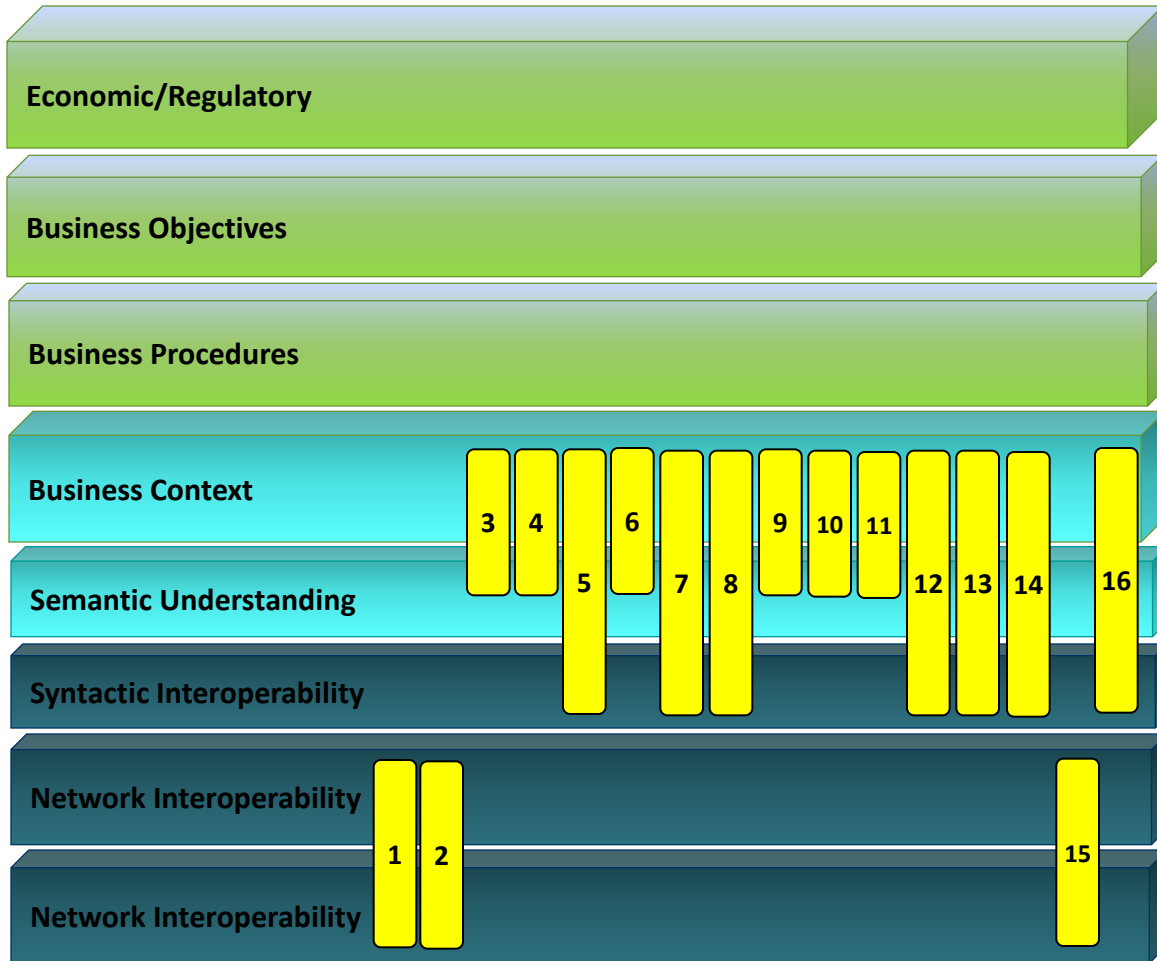 Economic/Regulatory
Business Objectives
Business Procedures
Business Context
3 4 6 9 10 11
Semantic Understanding
5 7 8 12 13 14 16
Syntactic Interoperability
Network Interoperability
1 2 15
Network Interoperability